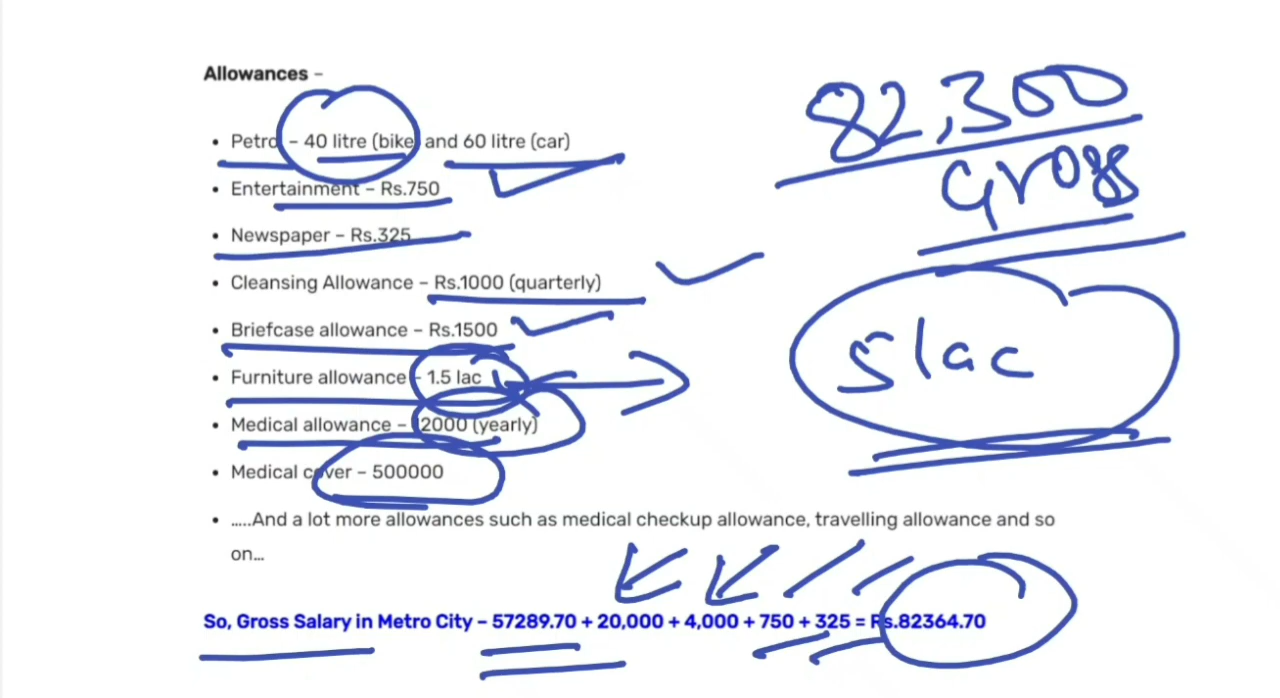 Allowances –
82,300
• Petrol – 40 litre (bike) and 60 litre (car)
Gross
• Entertainment – Rs.750
• Newspaper – Rs.325
• Cleansing Allowance – Rs.1000 (quarterly)
• Briefcase allowance – Rs.1500
5 lac
• Furniture allowance – 1.5 lac
• Medical allowance – 12000 (yearly)
• Medical cover – 500000
• .....And a lot more allowances such as medical checkup allowance, travelling allowance and so
on...
So, Gross Salary in Metro City – 57289.70 + 20,000 + 4,000 + 750 + 325 = Rs.82364.70